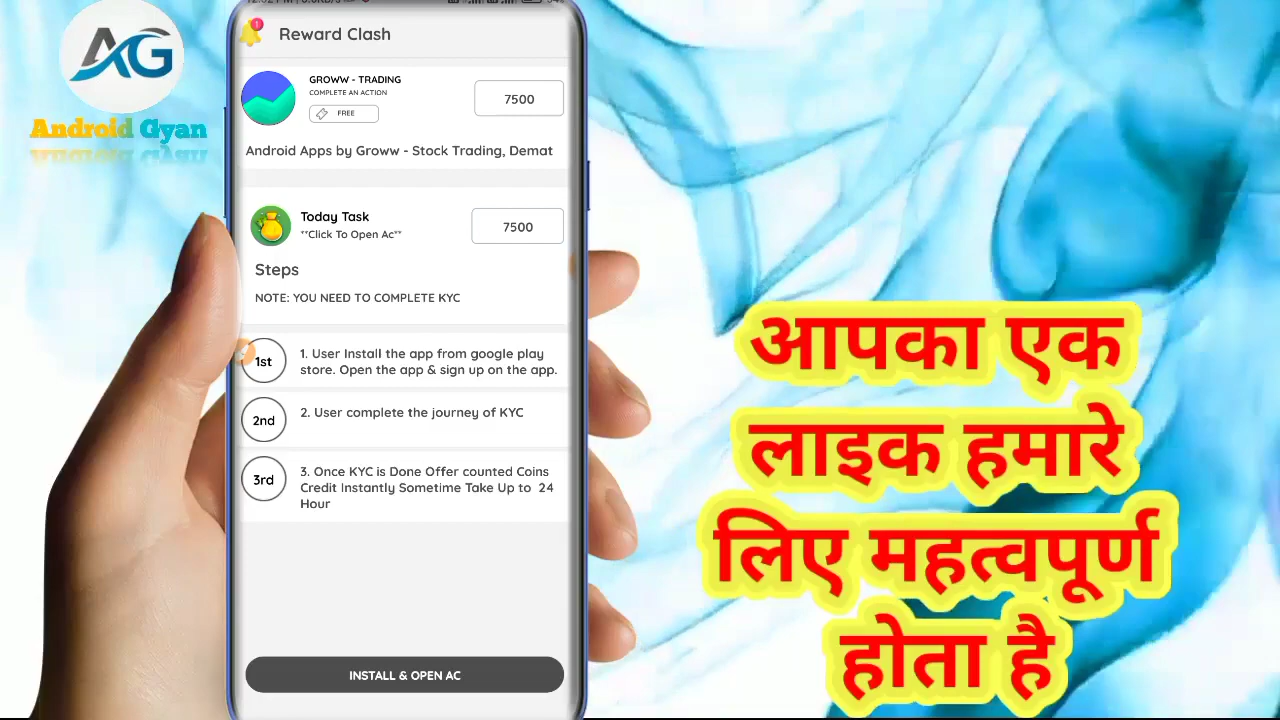 AG
Android Gyan
1
Reward Clash
GROWW - TRADING
COMPLETE AN ACTION
FREE
7500
Android Apps by Groww - Stock Trading, Demat
Today Task
**Click To Open Ac**
7500
Steps
NOTE: YOU NEED TO COMPLETE KYC
1st
1. User Install the app from google play
store. Open the app & sign up on the app.
2nd
2. User complete the journey of KYC
3rd
3. Once KYC is Done Offer counted Coins
Credit Instantly Sometime Take Up to 24
Hour
INSTALL & OPEN AC
आपका एक
लाइक हमारे
लिए महत्वपूर्ण
होता है